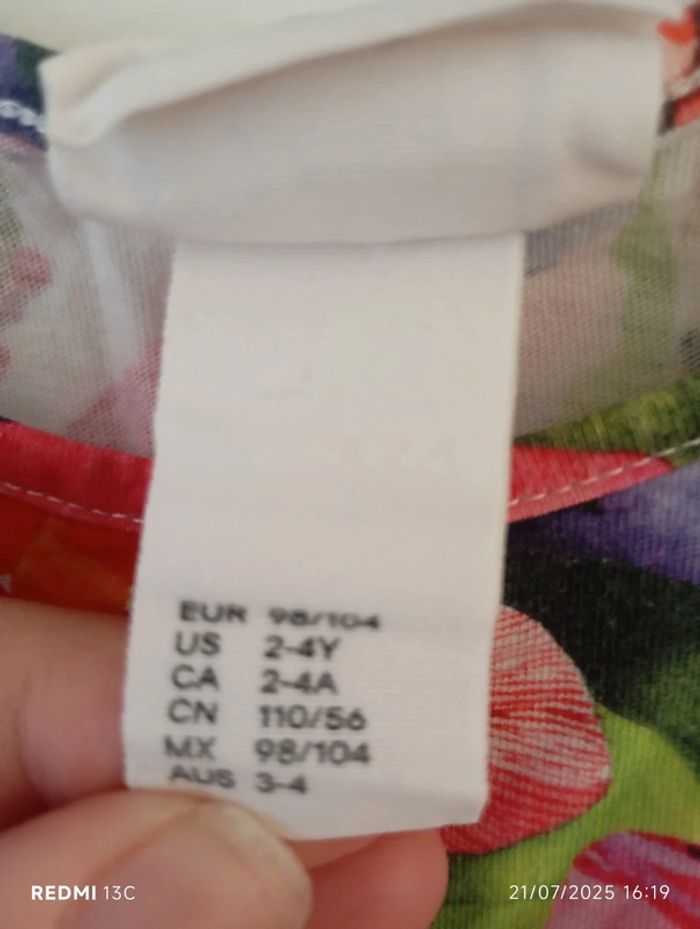 EUR 98/104
US 2-4Y
CA 2-4A
CN 110/56
MX 98/104
AUS 3-4
REDMI 13C
21/07/2025 16:19